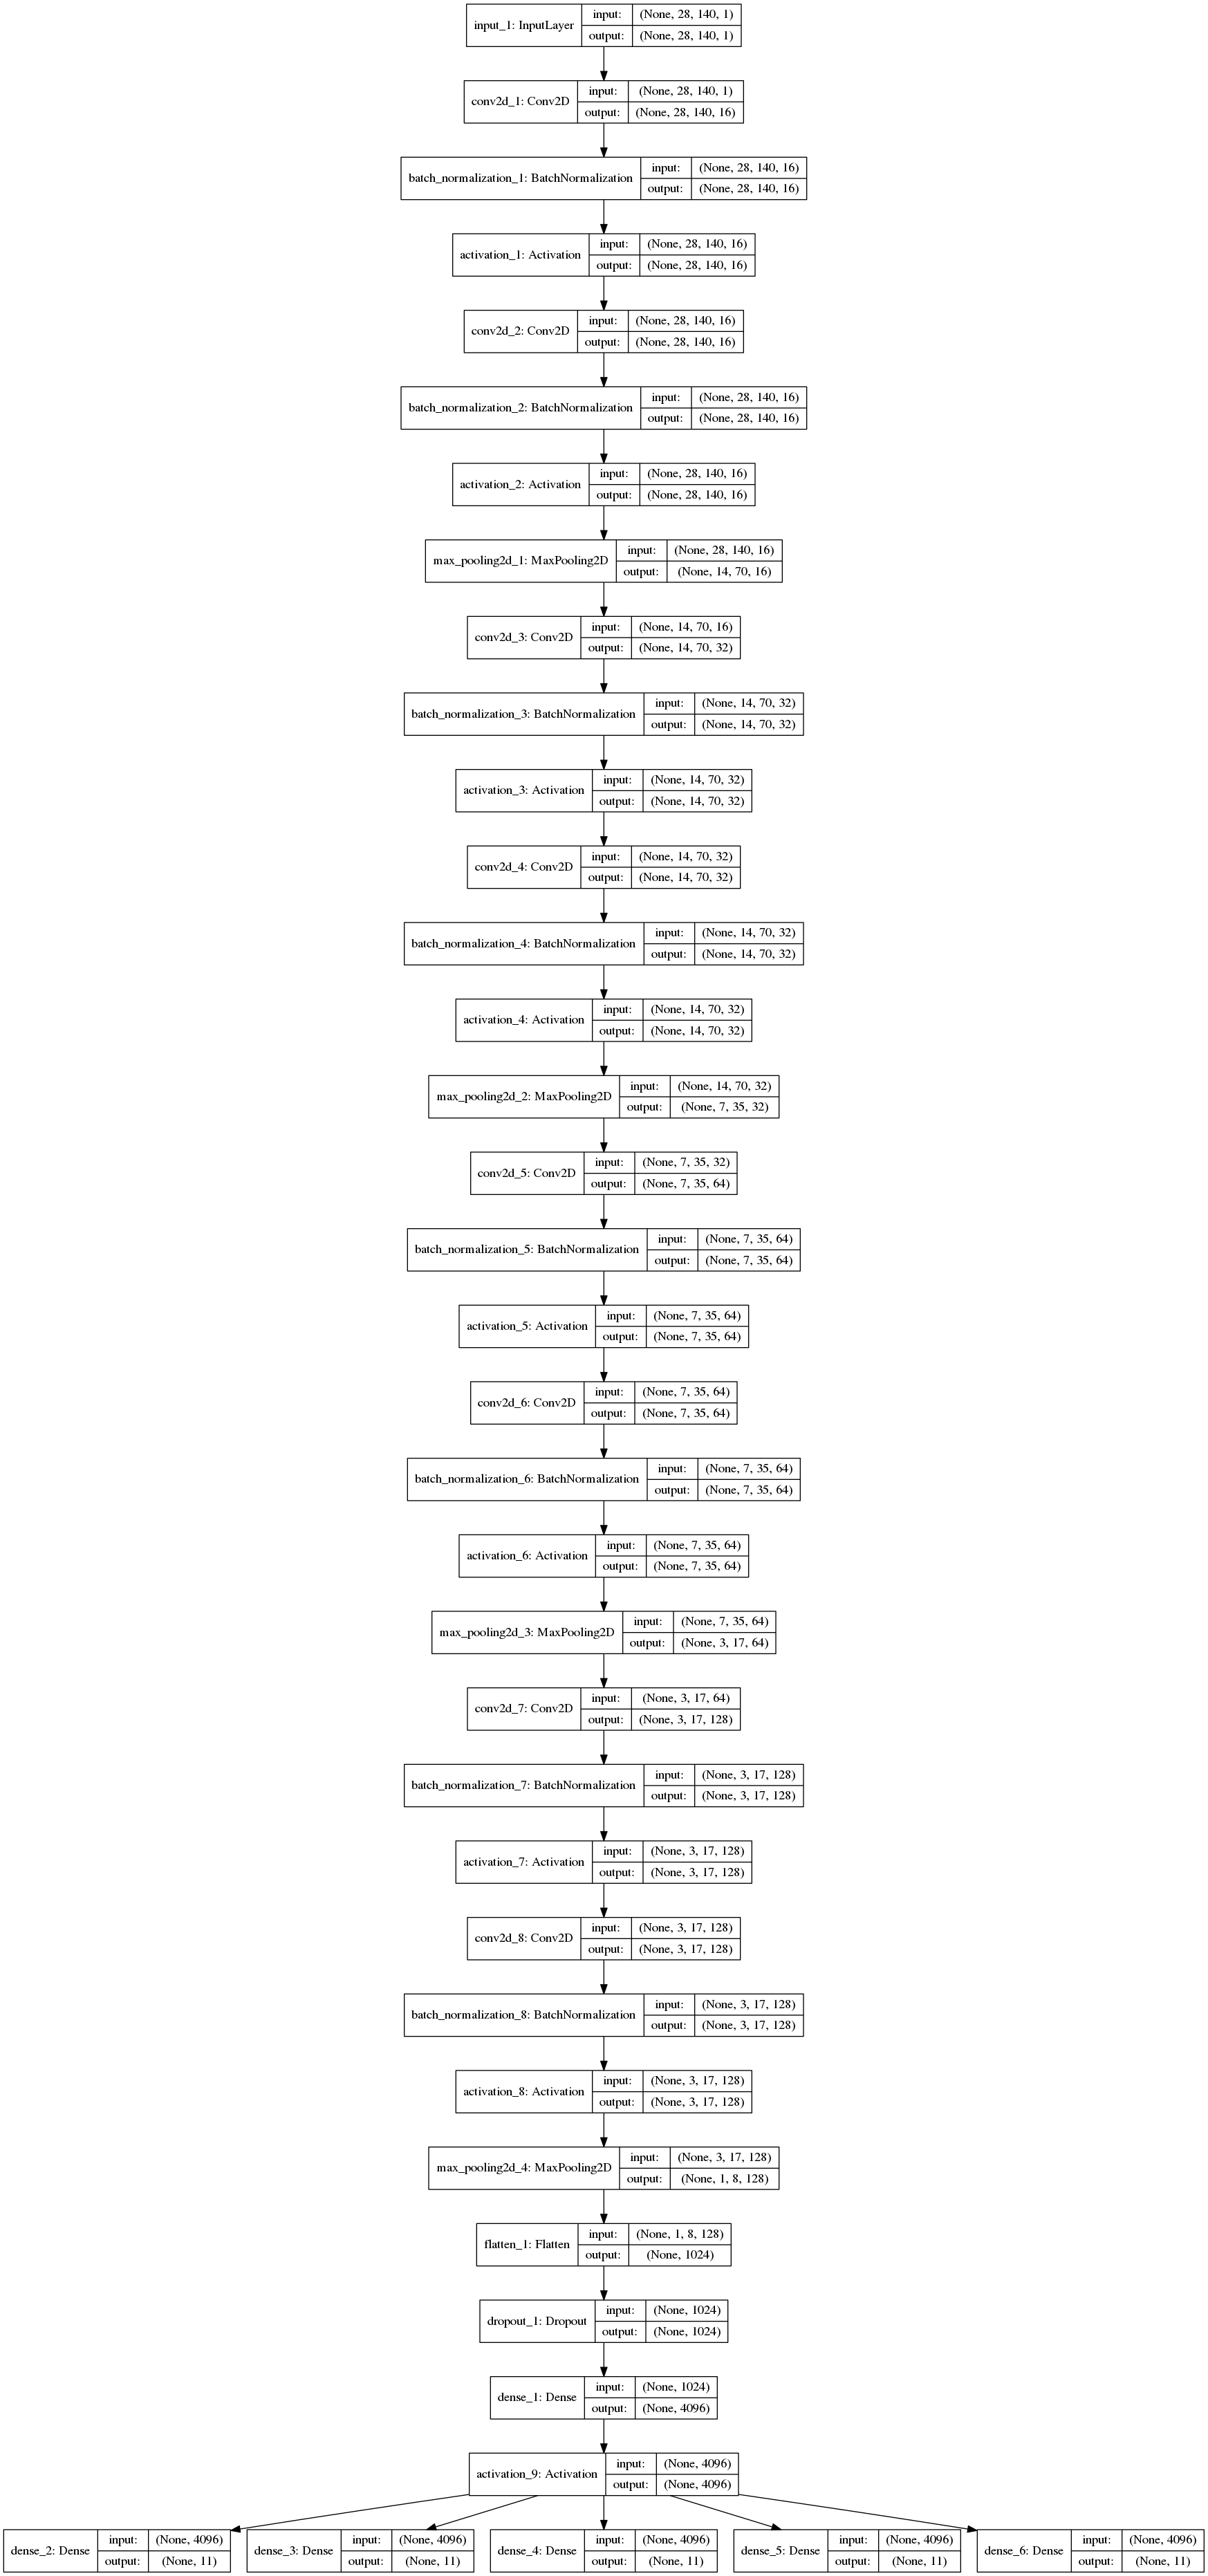 input_1: InputLayer
input: (None, 28, 140, 1)
output: (None, 28, 140, 1)
conv2d_1: Conv2D
input: (None, 28, 140, 1)
output: (None, 28, 140, 16)
batch_normalization_1: BatchNormalization
input: (None, 28, 140, 16)
output: (None, 28, 140, 16)
activation_1: Activation
input: (None, 28, 140, 16)
output: (None, 28, 140, 16)
conv2d_2: Conv2D
input: (None, 28, 140, 16)
output: (None, 28, 140, 16)
batch_normalization_2: BatchNormalization
input: (None, 28, 140, 16)
output: (None, 28, 140, 16)
activation_2: Activation
input: (None, 28, 140, 16)
output: (None, 28, 140, 16)
max_pooling2d_1: MaxPooling2D
input: (None, 28, 140, 16)
output: (None, 14, 70, 16)
conv2d_3: Conv2D
input: (None, 14, 70, 16)
output: (None, 14, 70, 32)
batch_normalization_3: BatchNormalization
input: (None, 14, 70, 32)
output: (None, 14, 70, 32)
activation_3: Activation
input: (None, 14, 70, 32)
output: (None, 14, 70, 32)
conv2d_4: Conv2D
input: (None, 14, 70, 32)
output: (None, 14, 70, 32)
batch_normalization_4: BatchNormalization
input: (None, 14, 70, 32)
output: (None, 14, 70, 32)
activation_4: Activation
input: (None, 14, 70, 32)
output: (None, 14, 70, 32)
max_pooling2d_2: MaxPooling2D
input: (None, 14, 70, 32)
output: (None, 7, 35, 32)
conv2d_5: Conv2D
input: (None, 7, 35, 32)
output: (None, 7, 35, 64)
batch_normalization_5: BatchNormalization
input: (None, 7, 35, 64)
output: (None, 7, 35, 64)
activation_5: Activation
input: (None, 7, 35, 64)
output: (None, 7, 35, 64)
conv2d_6: Conv2D
input: (None, 7, 35, 64)
output: (None, 7, 35, 64)
batch_normalization_6: BatchNormalization
input: (None, 7, 35, 64)
output: (None, 7, 35, 64)
activation_6: Activation
input: (None, 7, 35, 64)
output: (None, 7, 35, 64)
max_pooling2d_3: MaxPooling2D
input: (None, 7, 35, 64)
output: (None, 3, 17, 64)
conv2d_7: Conv2D
input: (None, 3, 17, 64)
output: (None, 3, 17, 128)
batch_normalization_7: BatchNormalization
input: (None, 3, 17, 128)
output: (None, 3, 17, 128)
activation_7: Activation
input: (None, 3, 17, 128)
output: (None, 3, 17, 128)
conv2d_8: Conv2D
input: (None, 3, 17, 128)
output: (None, 3, 17, 128)
batch_normalization_8: BatchNormalization
input: (None, 3, 17, 128)
output: (None, 3, 17, 128)
activation_8: Activation
input: (None, 3, 17, 128)
output: (None, 3, 17, 128)
max_pooling2d_4: MaxPooling2D
input: (None, 3, 17, 128)
output: (None, 1, 8, 128)
flatten_1: Flatten
input: (None, 1, 8, 128)
output: (None, 1024)
dropout_1: Dropout
input: (None, 1024)
output: (None, 1024)
dense_1: Dense
input: (None, 1024)
output: (None, 4096)
activation_9: Activation
input: (None, 4096)
output: (None, 4096)
dense_2: Dense
input: (None, 4096)
output: (None, 11)
dense_3: Dense
input: (None, 4096)
output: (None, 11)
dense_4: Dense
input: (None, 4096)
output: (None, 11)
dense_5: Dense
input: (None, 4096)
output: (None, 11)
dense_6: Dense
input: (None, 4096)
output: (None, 11)